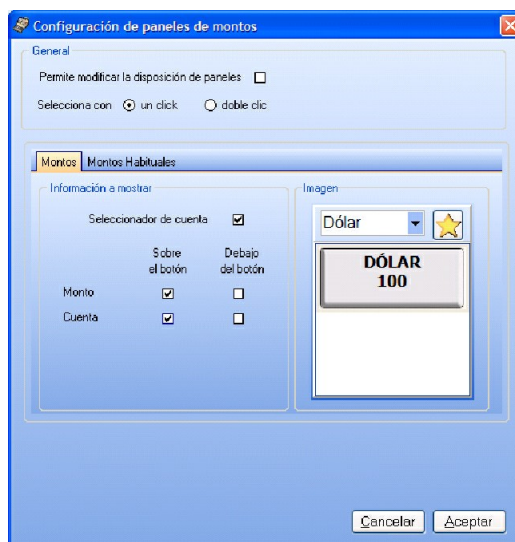 Configuración de paneles de montos
General
Permite modificar la disposición de paneles
Selecciona con un click doble clic
Montos Montos Habituales
Información a mostrar
Imagen
Seleccionador de cuenta
Dólar
Sobre el botón
Debajo del botón
DÓLAR
100
Monto
Cuenta
Cancelar Aceptar